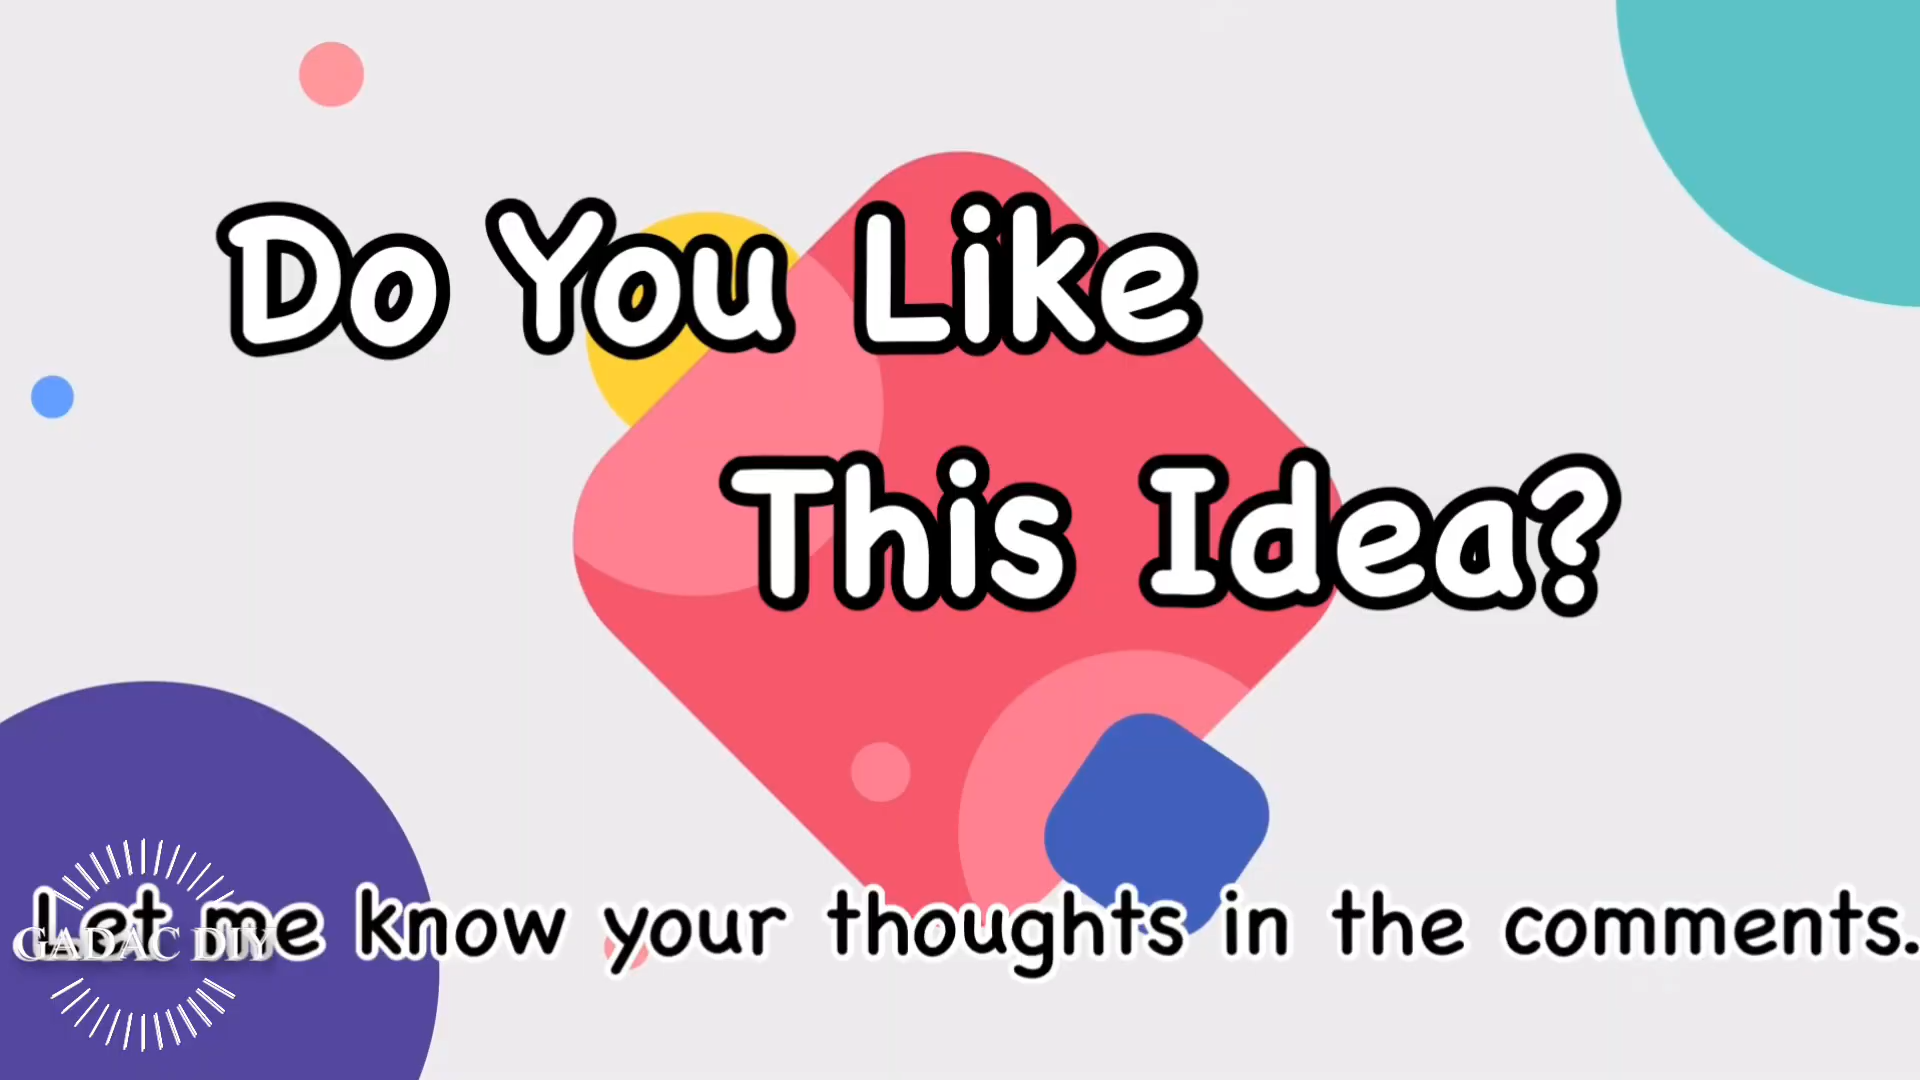 Do You Like
This Idea?
Let me know your thoughts in the comments.
GADAC DIY